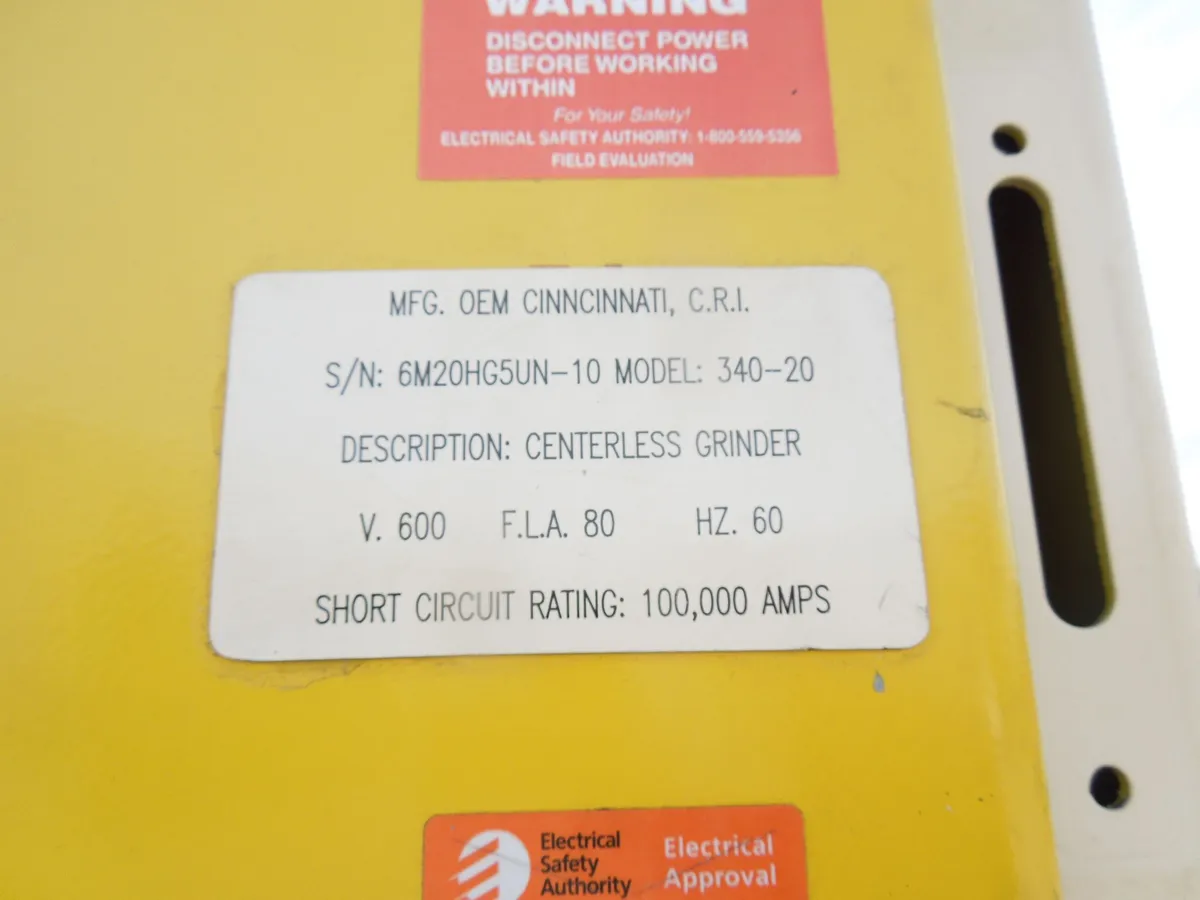 WARNING
DISCONNECT POWER
BEFORE WORKING
WITHIN
For Your Safety!
ELECTRICAL SAFETY AUTHORITY: 1-800-559-5356
FIELD EVALUATION
MFG. OEM CINNCINNATI, C.R.I.
S/N: 6M20HG5UN-10 MODEL: 340-20
DESCRIPTION: CENTERLESS GRINDER
V. 600 F.L.A. 80 HZ. 60
SHORT CIRCUIT RATING: 100,000 AMPS
Electrical
Safety
Authority
Electrical
Approval